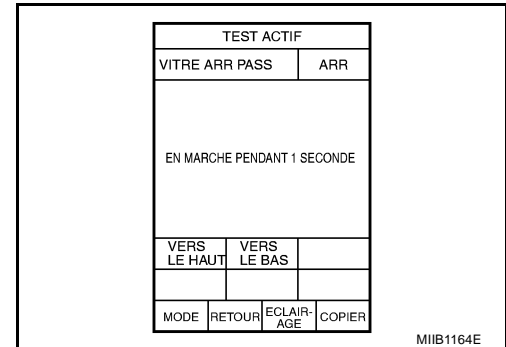 TEST ACTIF
VITRE ARR PASS ARR
EN MARCHE PENDANT 1 SECONDE
VERS LE HAUT
VERS LE BAS
MODE
RETOUR
ECLAIR-
AGE
COPIER
MIIB1164E